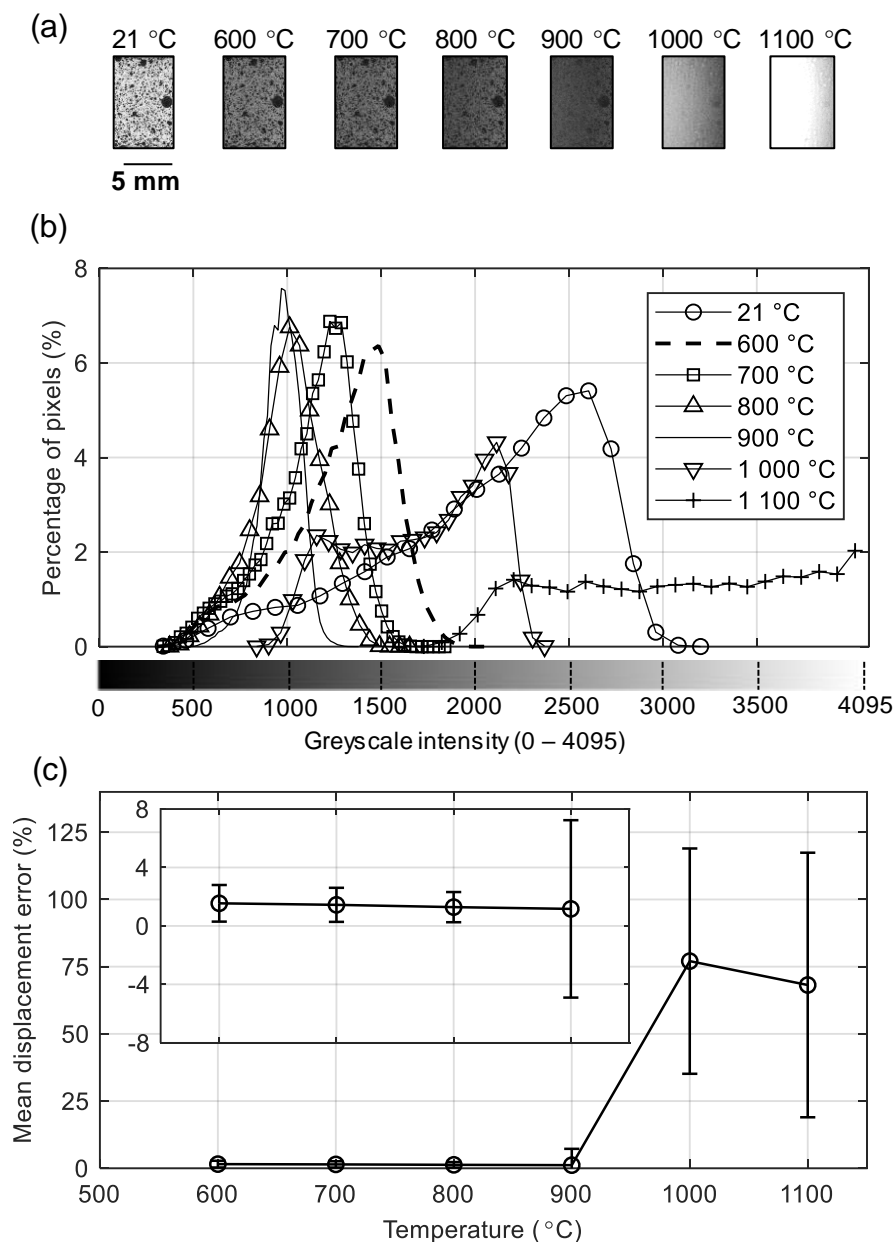 (a)
21 °C 600 °C 700 °C 800 °C 900 °C 1000 °C 1100 °C
5 mm
(b)
Percentage of pixels (%)
8
6
4
2
0
21 °C
600 °C
700 °C
800 °C
900 °C
1 000 °C
1 100 °C
0 500 1000 1500 2000 2500 3000 3500 4095
Greyscale intensity (0 – 4095)
(c)
Mean displacement error (%)
125
100
75
50
25
0
8
4
0
-4
-8
500 600 700 800 900 1000 1100
Temperature (°C)